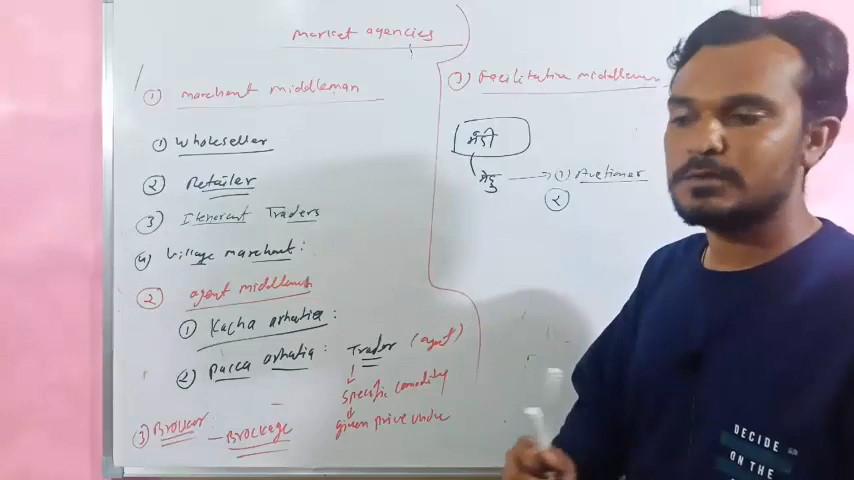 market agencies
① merchant middleman
① Wholeseller
② Retailer
③ Itenerant Traders
④ Village merchant:
② agent middleman
① Kacha arhatia:
② Pacca arhatia: Trader (agent)
↓
specific comodity
↓
given price under
③ Broker
— Brockage
③ Facilitative middleman
मंडी
गेहूं → ① Auctioner
②
DECIDE
ON THE